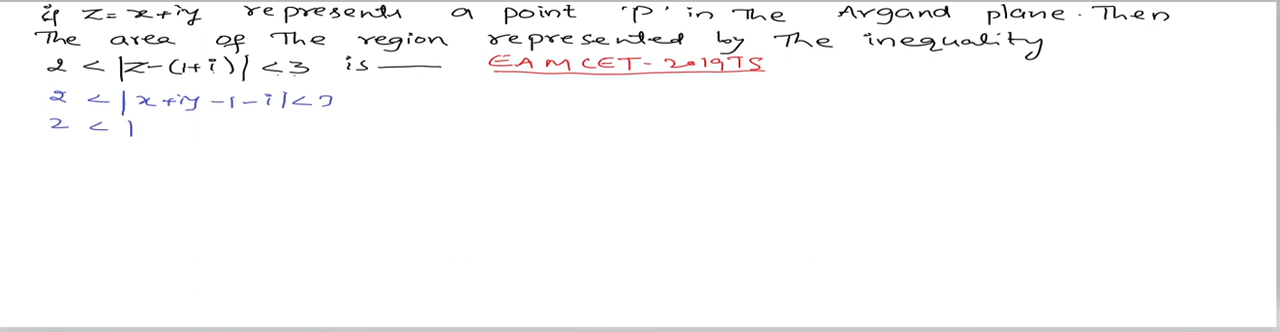 if z = x+iy represents a point 'P' in The Argand plane. Then
The area of The region represented by The inequality
2 < |z-(1+i)| < 3 is —— EAMCET-2019TS
2 < |x+iy-1-i| < 3
2 < |